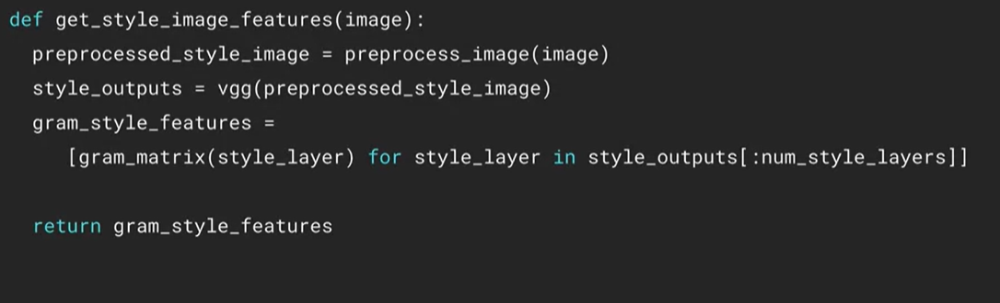 def get_style_image_features(image):
  preprocessed_style_image = preprocess_image(image)
  style_outputs = vgg(preprocessed_style_image)
  gram_style_features =
     [gram_matrix(style_layer) for style_layer in style_outputs[:num_style_layers]]
  return gram_style_features